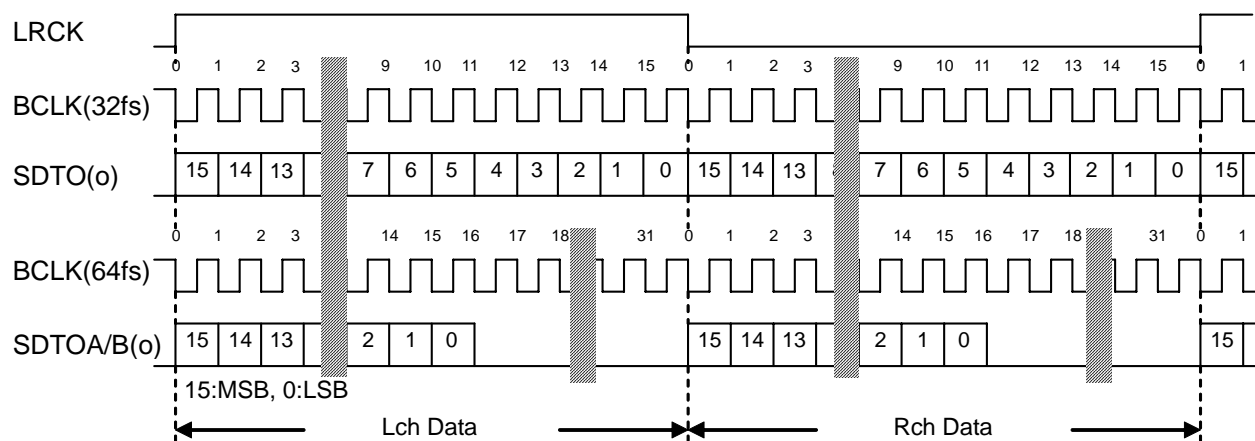 LRCK
0 1 2 3 9 10 11 12 13 14 15 0 1 2 3 9 10 11 12 13 14 15 0 1
BCLK(32fs)
SDTO(o) 15 14 13 7 6 5 4 3 2 1 0 15 14 13 7 6 5 4 3 2 1 0 15
0 1 2 3 14 15 16 17 18 31 0 1 2 3 14 15 16 17 18 31 0 1
BCLK(64fs)
SDTOA/B(o) 15 14 13 2 1 0 15 14 13 2 1 0 15
15:MSB, 0:LSB
Lch Data Rch Data